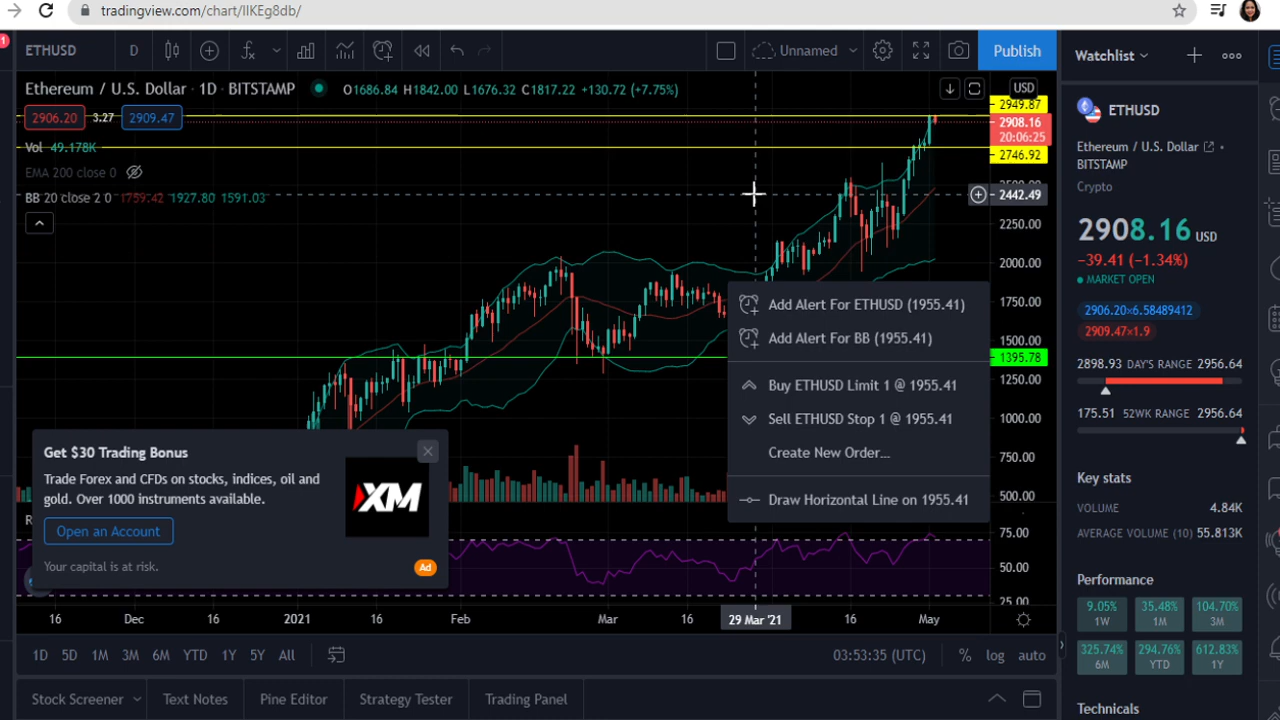 tradingview.com/chart/IIKEg8db/
1
ETHUSD D Unnamed Publish
Ethereum / U.S. Dollar · 1D · BITSTAMP O1686.84 H1842.00 L1676.32 C1817.22 +130.72 (+7.75%)
2906.20 3.27 2909.47
Vol 49.178K
EMA 200 close 0
BB 20 close 2 0 1759.42 1927.80 1591.03
USD
2949.87
2908.16
20:06:25
2746.92
2442.49
2250.00
2000.00
1750.00
1500.00
1395.78
1250.00
1000.00
750.00
500.00
75.00
50.00
25.00
Add Alert For ETHUSD (1955.41)
Add Alert For BB (1955.41)
Buy ETHUSD Limit 1 @ 1955.41
Sell ETHUSD Stop 1 @ 1955.41
Create New Order...
Draw Horizontal Line on 1955.41
Get $30 Trading Bonus
Trade Forex and CFDs on stocks, indices, oil and
gold. Over 1000 instruments available.
Open an Account
Your capital is at risk.
XM
Ad
16 Dec 16 2021 16 Feb Mar 16 29 Mar '21 16 May
1D 5D 1M 3M 6M YTD 1Y 5Y All 03:53:35 (UTC) % log auto
Stock Screener Text Notes Pine Editor Strategy Tester Trading Panel
Watchlist
ETHUSD
Ethereum / U.S. Dollar ·
BITSTAMP
Crypto
2908.16 USD
−39.41 (−1.34%)
MARKET OPEN
2906.20×6.58489412
2909.47×1.9
2898.93 DAY'S RANGE 2956.64
175.51 52WK RANGE 2956.64
Key stats
VOLUME 4.84K
AVERAGE VOLUME (10) 55.813K
Performance
9.05% 35.48% 104.70%
1W 1M 3M
325.74% 294.76% 612.83%
6M YTD 1Y
Technicals